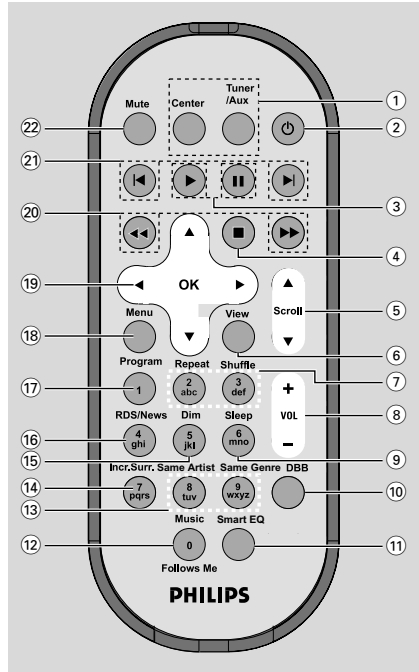 Tuner
Mute Center /Aux
1
22
2
21
3
20
4
19
OK
5
Scroll
Menu View
18
6
Program Repeat Shuffle
7
17
1 2 3
abc def
+
VOL
8
-
RDS/News Dim Sleep
16
4 5 6
ghi jkl mno
15
9
Incr.Surr. Same Artist Same Genre DBB
14
7 8 9
pqrs tuv wxyz
10
13
Music Smart EQ
12
0
11
Follows Me
PHILIPS